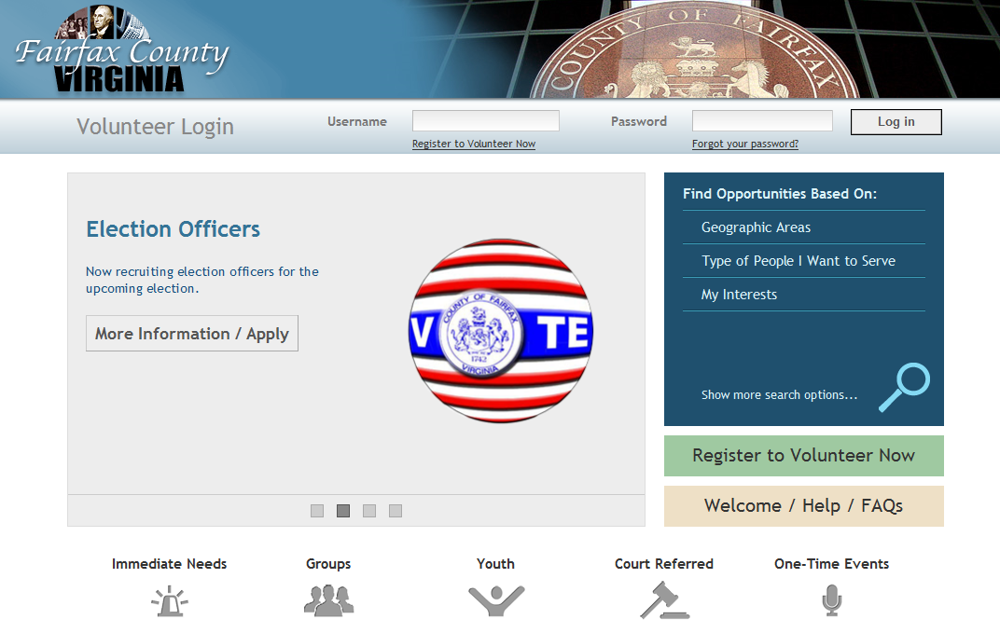 Fairfax County
VIRGINIA
COUNTY OF FAIRFAX
Volunteer Login
Username
Password
Log in
Register to Volunteer Now
Forgot your password?
Election Officers
Now recruiting election officers for the
upcoming election.
More Information / Apply
COUNTY OF FAIRFAX
V TE
1742
VIRGINIA
Find Opportunities Based On:
Geographic Areas
Type of People I Want to Serve
My Interests
Show more search options...
Register to Volunteer Now
Welcome / Help / FAQs
Immediate Needs
Groups
Youth
Court Referred
One-Time Events